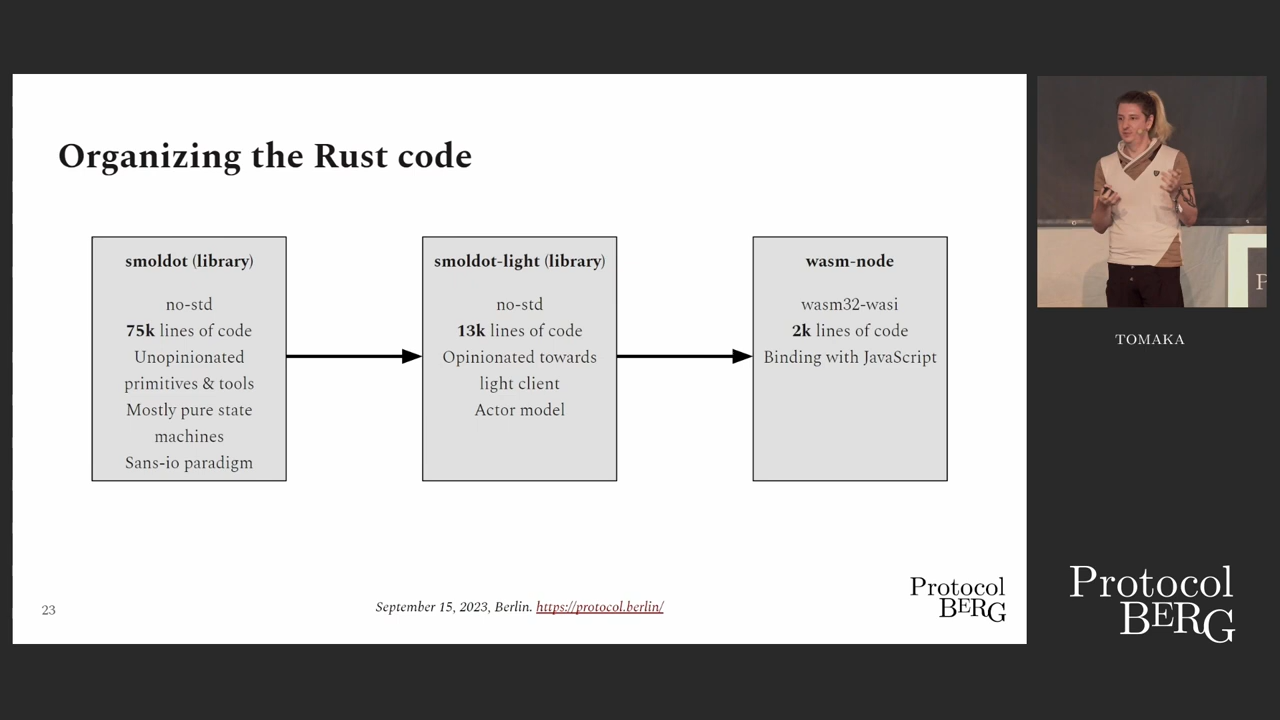 Organizing the Rust code
smoldot (library)
no-std
75k lines of code
Unopinionated
primitives & tools
Mostly pure state
machines
Sans-io paradigm
smoldot-light (library)
no-std
13k lines of code
Opinionated towards
light client
Actor model
wasm-node
wasm32-wasi
2k lines of code
Binding with JavaScript
23
September 15, 2023, Berlin. https://protocol.berlin/
Protocol
BERG
P
TOMAKA
Protocol
BERG